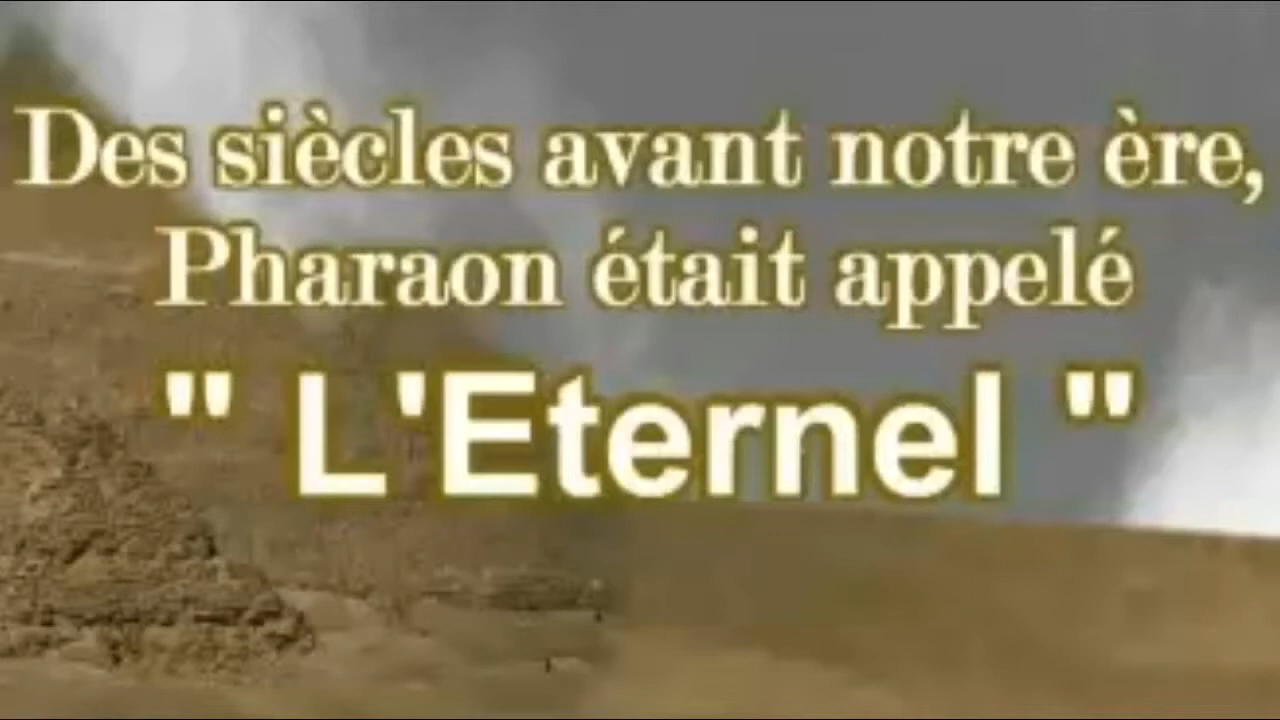 Des siècles avant notre ère,
Pharaon était appelé
" L'Eternel "